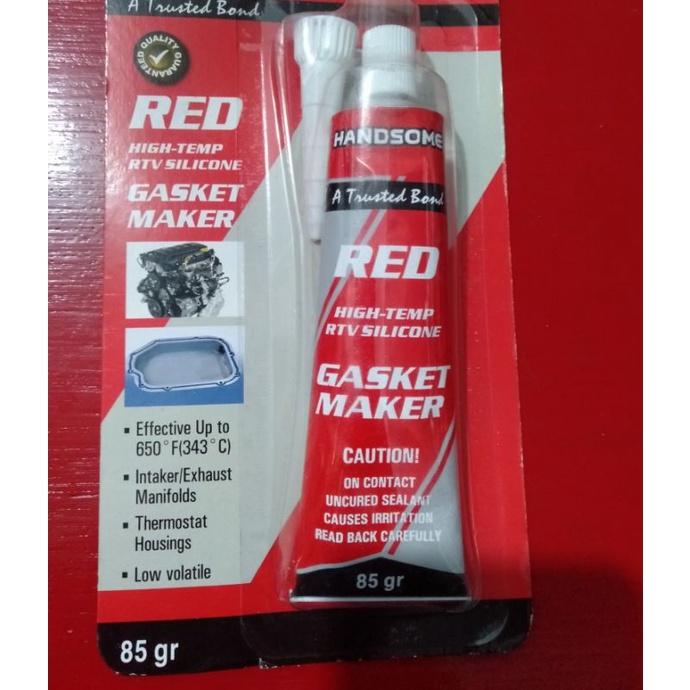 A Trusted Bond
QUALITY
GUARANTEED
RED
HIGH-TEMP
RTV SILICONE
GASKET
MAKER
▪ Effective Up to
650°F(343°C)
▪ Intaker/Exhaust
Manifolds
▪ Thermostat
Housings
▪ Low volatile
85 gr
HANDSOME
A Trusted Bond
RED
HIGH-TEMP
RTV SILICONE
GASKET
MAKER
CAUTION!
ON CONTACT
UNCURED SEALANT
CAUSES IRRITATION
READ BACK CAREFULLY
85 gr